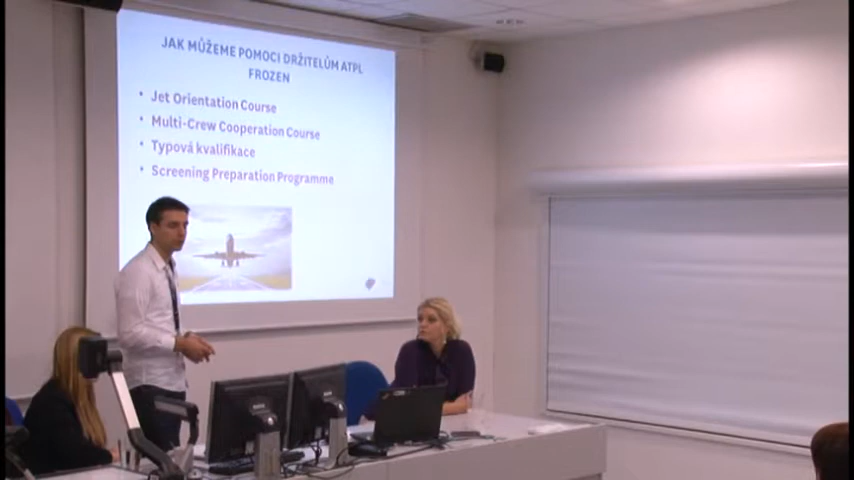 JAK MŮŽEME POMOCI DRŽITELŮM ATPL
FROZEN
• Jet Orientation Course
• Multi-Crew Cooperation Course
• Typová kvalifikace
• Screening Preparation Programme